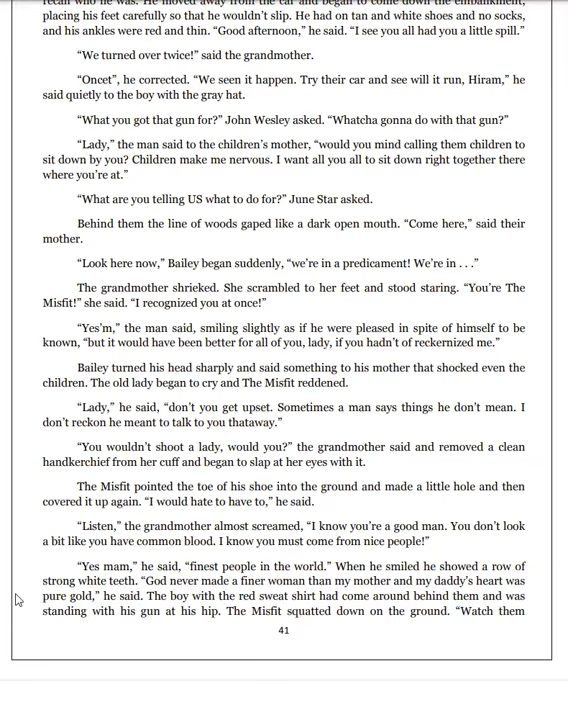 recall who he was. He moved away from the car and began to come down the embankment,
placing his feet carefully so that he wouldn’t slip. He had on tan and white shoes and no socks,
and his ankles were red and thin. “Good afternoon,” he said. “I see you all had you a little spill.”
“We turned over twice!” said the grandmother.
“Oncet”, he corrected. “We seen it happen. Try their car and see will it run, Hiram,” he
said quietly to the boy with the gray hat.
“What you got that gun for?” John Wesley asked. “Whatcha gonna do with that gun?”
“Lady,” the man said to the children’s mother, “would you mind calling them children to
sit down by you? Children make me nervous. I want all you all to sit down right together there
where you’re at.”
“What are you telling US what to do for?” June Star asked.
Behind them the line of woods gaped like a dark open mouth. “Come here,” said their
mother.
“Look here now,” Bailey began suddenly, “we’re in a predicament! We’re in . . .”
The grandmother shrieked. She scrambled to her feet and stood staring. “You’re The
Misfit!” she said. “I recognized you at once!”
“Yes’m,” the man said, smiling slightly as if he were pleased in spite of himself to be
known, “but it would have been better for all of you, lady, if you hadn’t of reckernized me.”
Bailey turned his head sharply and said something to his mother that shocked even the
children. The old lady began to cry and The Misfit reddened.
“Lady,” he said, “don’t you get upset. Sometimes a man says things he don’t mean. I
don’t reckon he meant to talk to you thataway.”
“You wouldn’t shoot a lady, would you?” the grandmother said and removed a clean
handkerchief from her cuff and began to slap at her eyes with it.
The Misfit pointed the toe of his shoe into the ground and made a little hole and then
covered it up again. “I would hate to have to,” he said.
“Listen,” the grandmother almost screamed, “I know you’re a good man. You don’t look
a bit like you have common blood. I know you must come from nice people!”
“Yes mam,” he said, “finest people in the world.” When he smiled he showed a row of
strong white teeth. “God never made a finer woman than my mother and my daddy’s heart was
pure gold,” he said. The boy with the red sweat shirt had come around behind them and was
standing with his gun at his hip. The Misfit squatted down on the ground. “Watch them
41